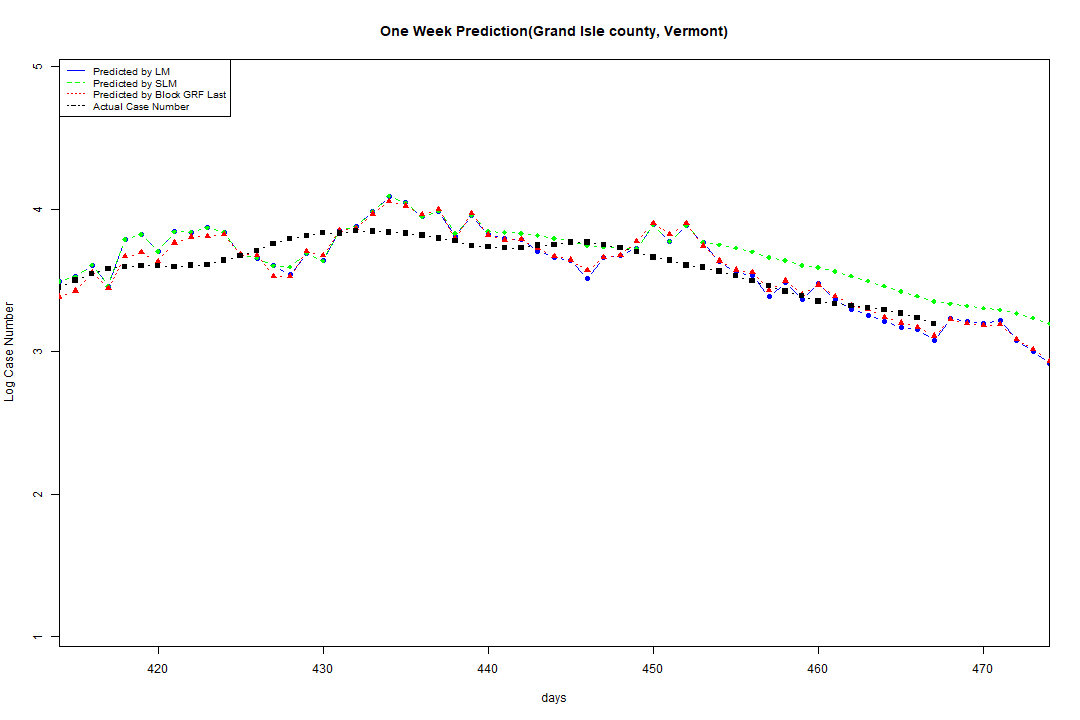 One Week Prediction(Grand Isle county, Vermont)
Predicted by LM
Predicted by SLM
Predicted by Block GRF Last
Actual Case Number
5
4
3
2
1
Log Case Number
420 430 440 450 460 470
days